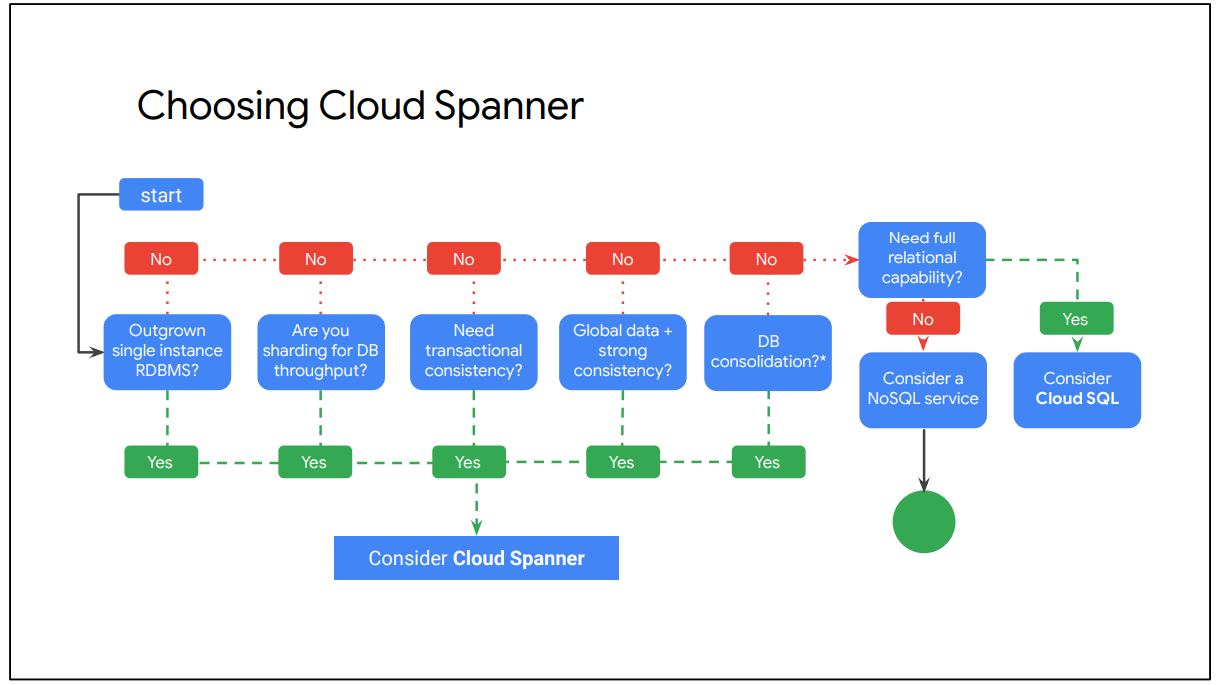 Choosing Cloud Spanner
start
No
No
No
No
No
Need full
relational
capability?
Outgrown
single instance
RDBMS?
Are you
sharding for DB
throughput?
Need
transactional
consistency?
Global data +
strong
consistency?
DB
consolidation?*
No
Yes
Consider a
NoSQL service
Consider
Cloud SQL
Yes
Yes
Yes
Yes
Yes
Consider Cloud Spanner